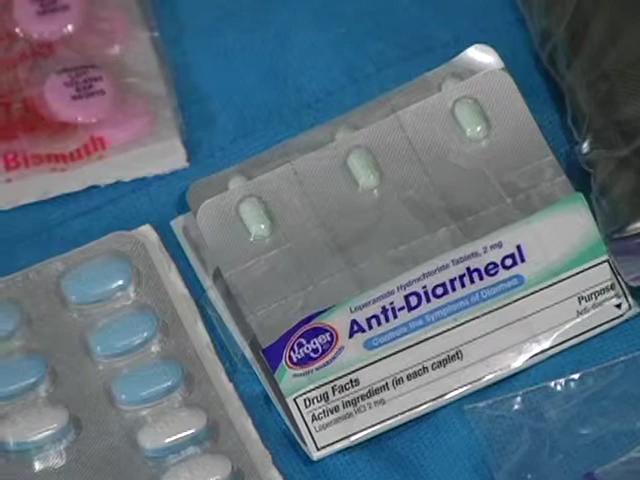 Bismuth
Loperamide Hydrochloride Tablets, 2 mg
Anti-Diarrheal
Controls the Symptoms of Diarrhea
Kroger
Drug Facts
Active ingredient (in each caplet)
Purpose
Loperamide HCl 2 mg